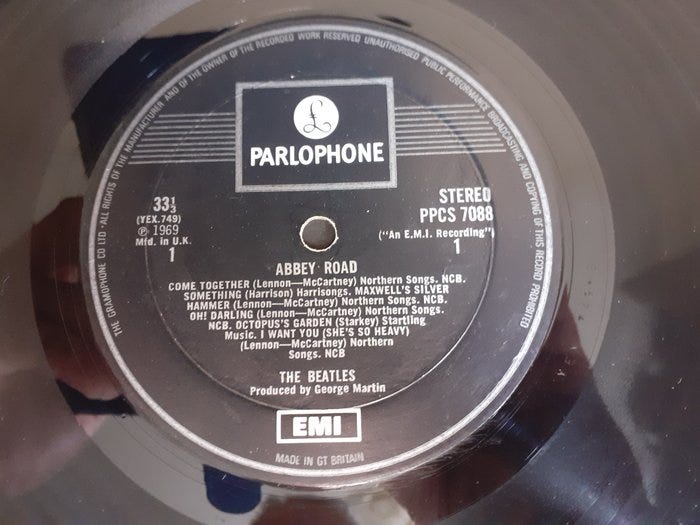 THE GRAMOPHONE CO LTD · ALL RIGHTS OF THE MANUFACTURER AND OF THE OWNER OF THE RECORDED WORK RESERVED UNAUTHORISED PUBLIC PERFORMANCE BROADCASTING AND COPYING OF THIS RECORD PROHIBITED
£
PARLOPHONE
33⅓
(YEX.749)
℗ 1969
Mfd. in U.K.
1
STEREO
PPCS 7088
("An E.M.I. Recording")
1
ABBEY ROAD
COME TOGETHER (Lennon—McCartney) Northern Songs. NCB.
SOMETHING (Harrison) Harrisongs. MAXWELL'S SILVER
HAMMER (Lennon—McCartney) Northern Songs. NCB.
OH! DARLING (Lennon—McCartney) Northern Songs.
NCB. OCTOPUS'S GARDEN (Starkey) Startling
Music. I WANT YOU (SHE'S SO HEAVY)
(Lennon—McCartney) Northern
Songs. NCB
THE BEATLES
Produced by George Martin
EMI
MADE IN GT BRITAIN